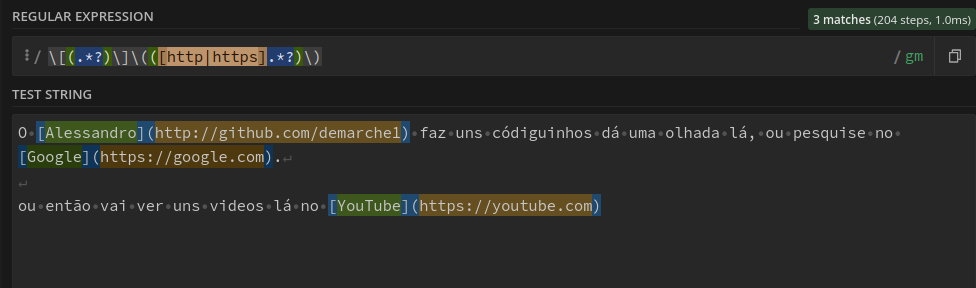 REGULAR EXPRESSION
3 matches (204 steps, 1.0ms)
/ \[(.*?)\]\(([http|https].*?)\) / gm
TEST STRING
O [Alessandro](http://github.com/demarchel) faz uns códiguinhos dá uma olhada lá, ou pesquise no
[Google](https://google.com).↵
↵
ou então vai ver uns videos lá no [YouTube](https://youtube.com)